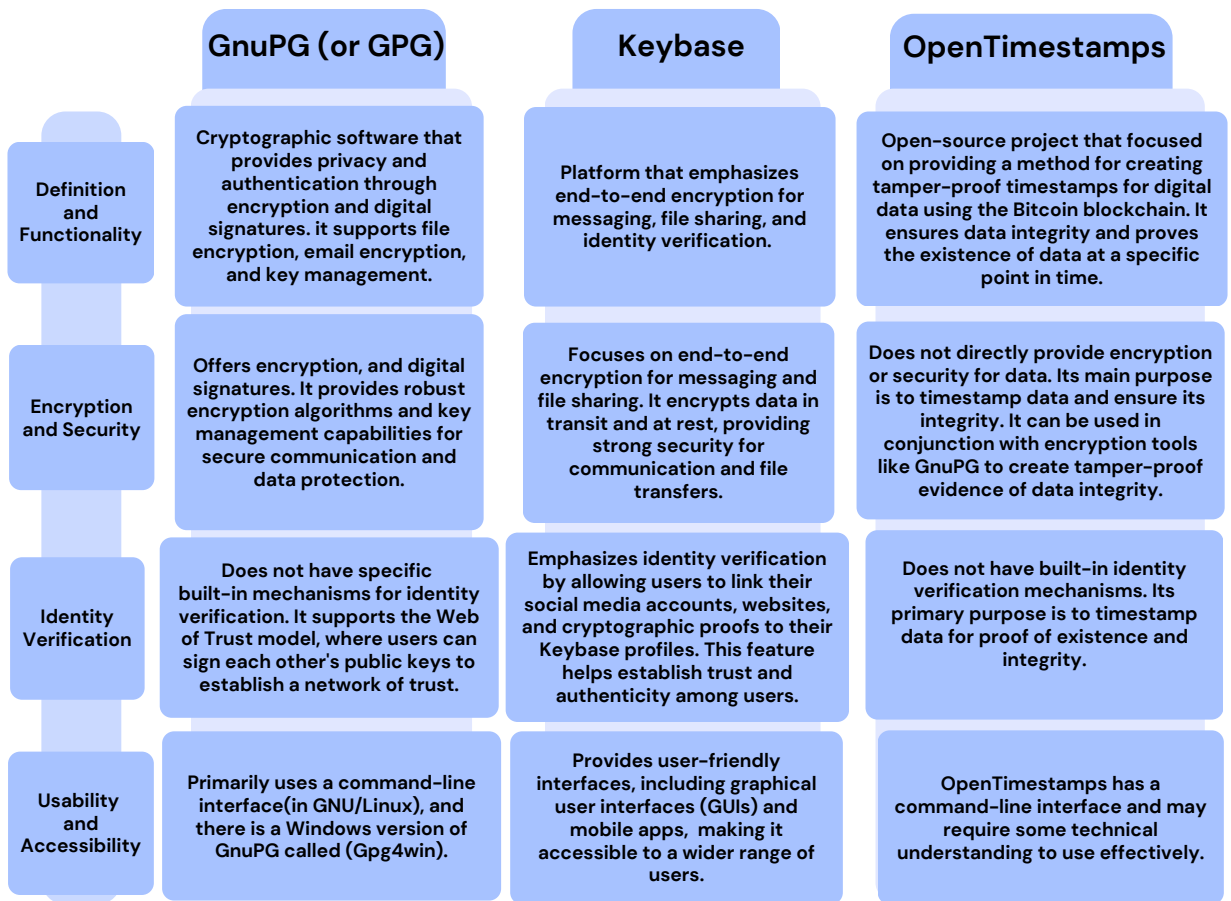 GnuPG (or GPG)
Keybase
OpenTimestamps
Definition
and
Functionality
Cryptographic software that
provides privacy and
authentication through
encryption and digital
signatures. it supports file
encryption, email encryption,
and key management.
Platform that emphasizes
end-to-end encryption for
messaging, file sharing, and
identity verification.
Open-source project that focused
on providing a method for creating
tamper-proof timestamps for digital
data using the Bitcoin blockchain. It
ensures data integrity and proves
the existence of data at a specific
point in time.
Encryption
and Security
Offers encryption, and digital
signatures. It provides robust
encryption algorithms and key
management capabilities for
secure communication and
data protection.
Focuses on end-to-end
encryption for messaging and
file sharing. It encrypts data in
transit and at rest, providing
strong security for
communication and file
transfers.
Does not directly provide encryption
or security for data. Its main purpose
is to timestamp data and ensure its
integrity. It can be used in
conjunction with encryption tools
like GnuPG to create tamper-proof
evidence of data integrity.
Identity
Verification
Does not have specific
built-in mechanisms for identity
verification. It supports the Web
of Trust model, where users can
sign each other's public keys to
establish a network of trust.
Emphasizes identity verification
by allowing users to link their
social media accounts, websites,
and cryptographic proofs to their
Keybase profiles. This feature
helps establish trust and
authenticity among users.
Does not have built-in identity
verification mechanisms. Its
primary purpose is to timestamp
data for proof of existence and
integrity.
Usability
and
Accessibility
Primarily uses a command-line
interface(in GNU/Linux), and
there is a Windows version of
GnuPG called (Gpg4win).
Provides user-friendly
interfaces, including graphical
user interfaces (GUIs) and
mobile apps, making it
accessible to a wider range of
users.
OpenTimestamps has a
command-line interface and may
require some technical
understanding to use effectively.